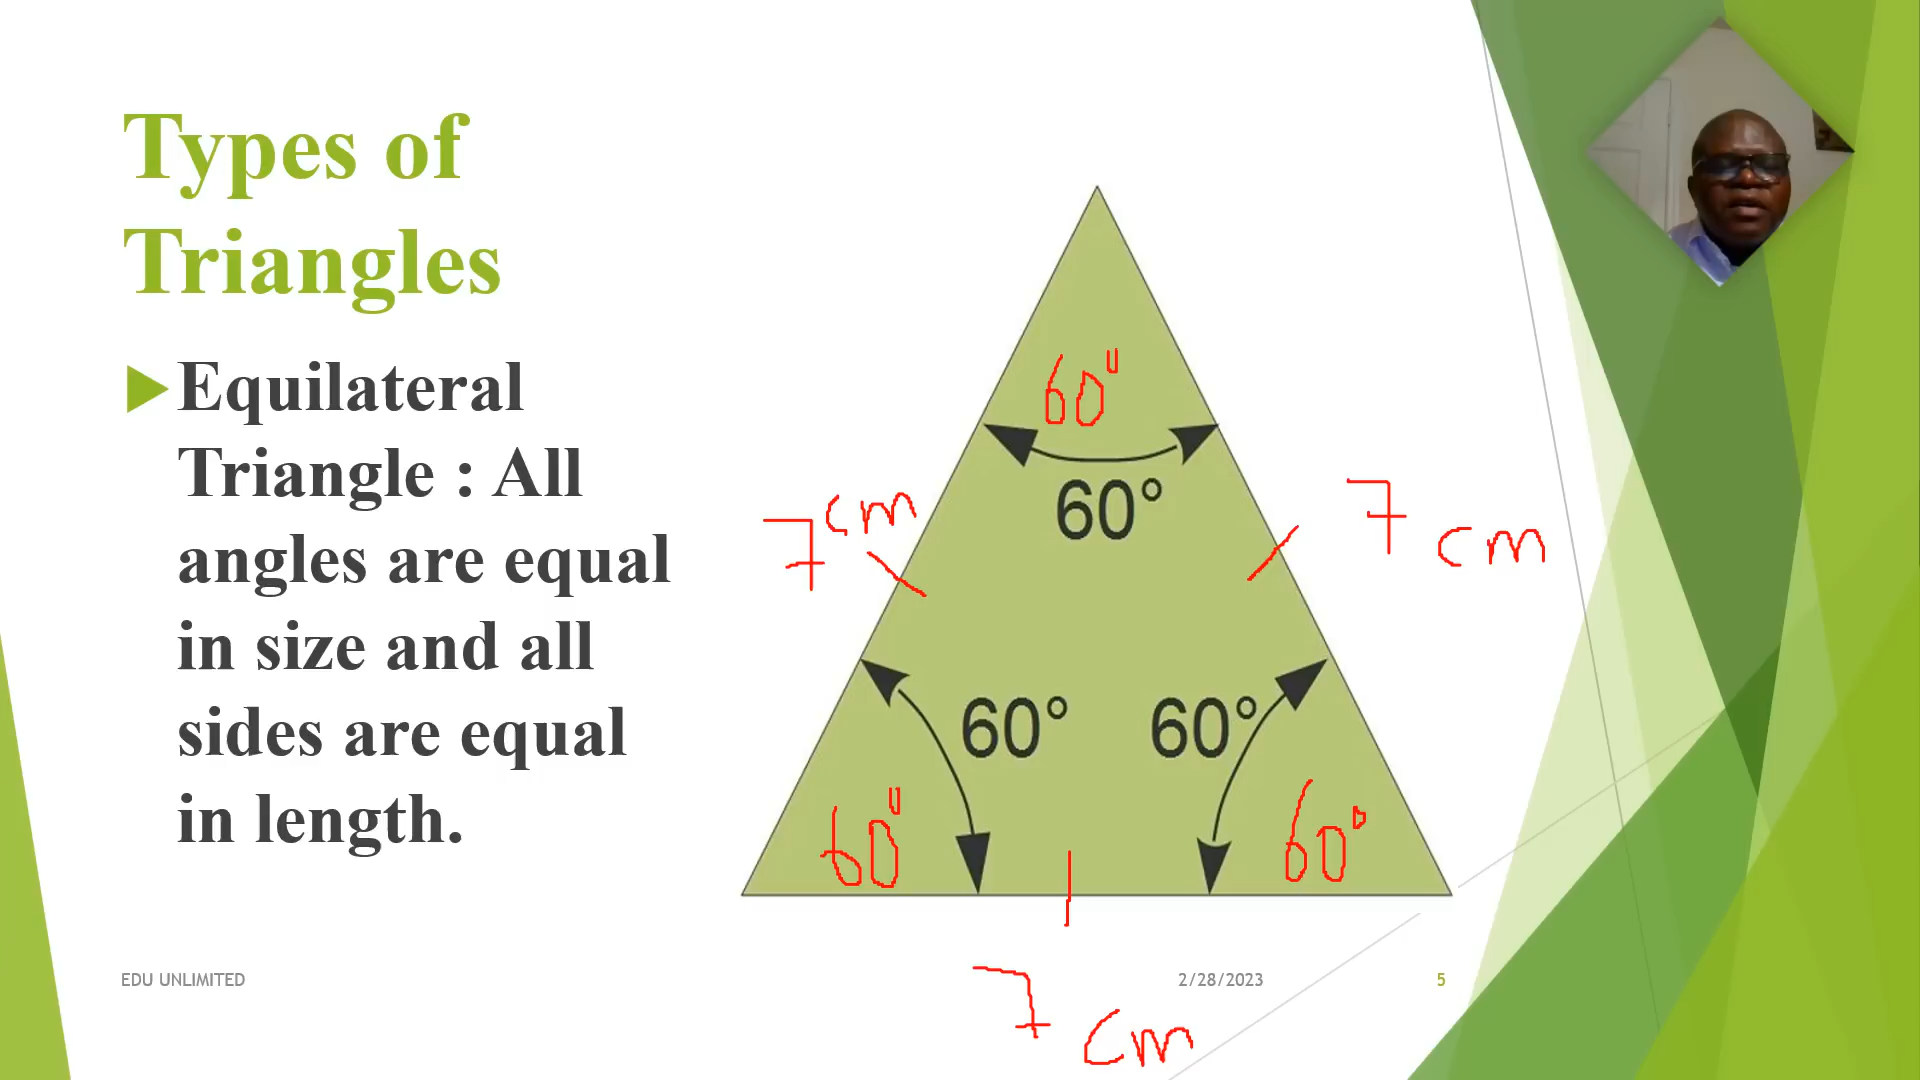 Types of
Triangles
Equilateral
Triangle : All
angles are equal
in size and all
sides are equal
in length.
60"
60°
7 cm
7 cm
60°
60°
60"
60°
7 cm
EDU UNLIMITED
2/28/2023
5